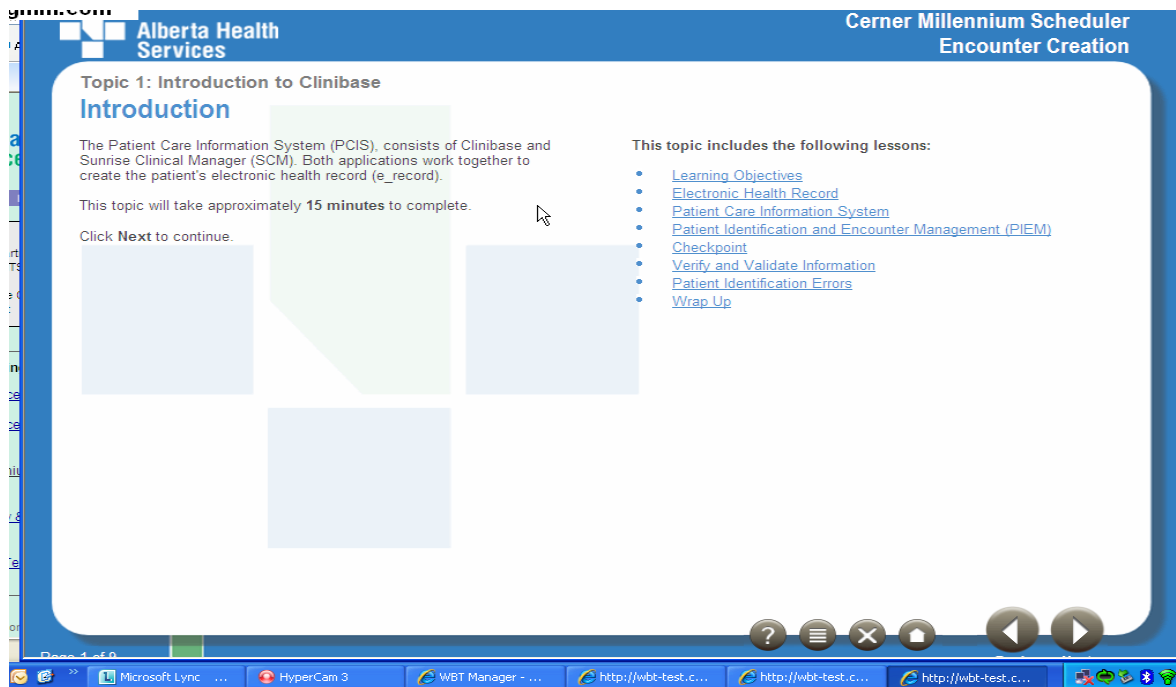 Alberta Health
Services
Cerner Millennium Scheduler
Encounter Creation
Topic 1: Introduction to Clinibase
Introduction
The Patient Care Information System (PCIS), consists of Clinibase and
Sunrise Clinical Manager (SCM). Both applications work together to
create the patient's electronic health record (e_record).
This topic will take approximately 15 minutes to complete.
Click Next to continue.
This topic includes the following lessons:
• Learning Objectives
• Electronic Health Record
• Patient Care Information System
• Patient Identification and Encounter Management (PIEM)
• Checkpoint
• Verify and Validate Information
• Patient Identification Errors
• Wrap Up
Page 1 of 9
Microsoft Lync ...
HyperCam 3
WBT Manager - ...
http://wbt-test.c...
http://wbt-test.c...
http://wbt-test.c...